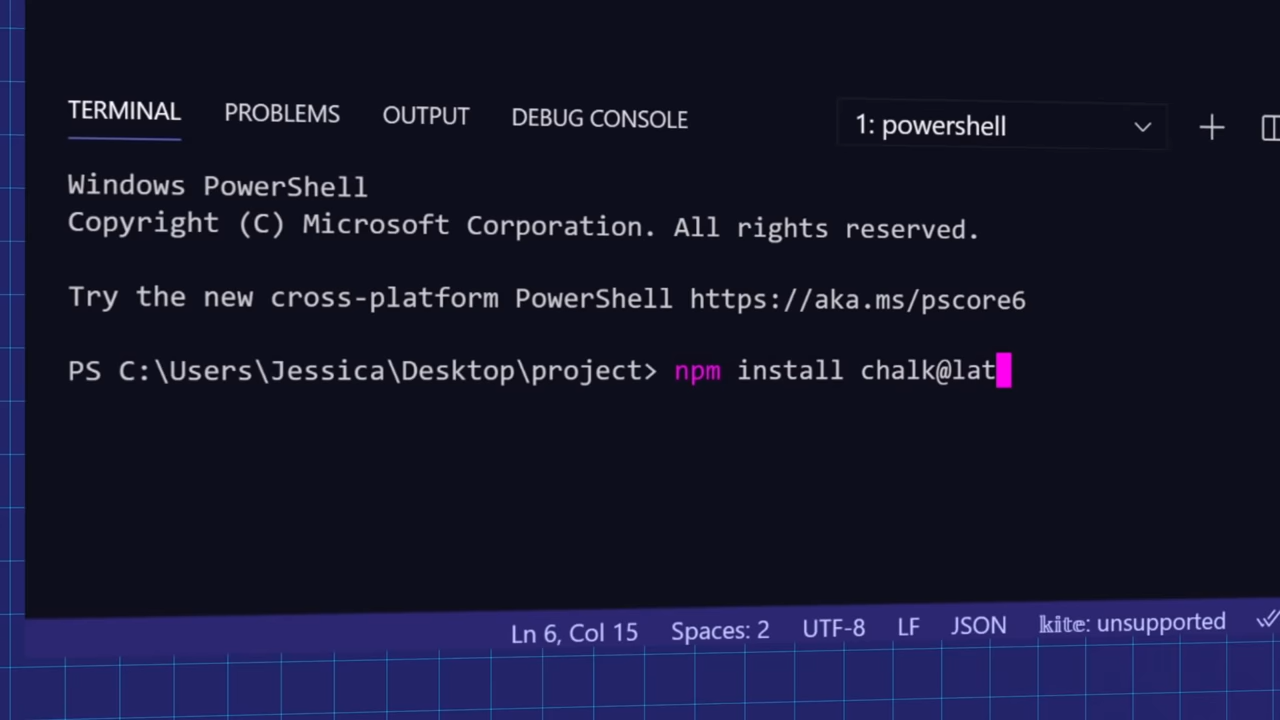 TERMINAL PROBLEMS OUTPUT DEBUG CONSOLE 1: powershell
Windows PowerShell
Copyright (C) Microsoft Corporation. All rights reserved.
Try the new cross-platform PowerShell https://aka.ms/pscore6
PS C:\Users\Jessica\Desktop\project> npm install chalk@lat
Ln 6, Col 15 Spaces: 2 UTF-8 LF JSON kite: unsupported